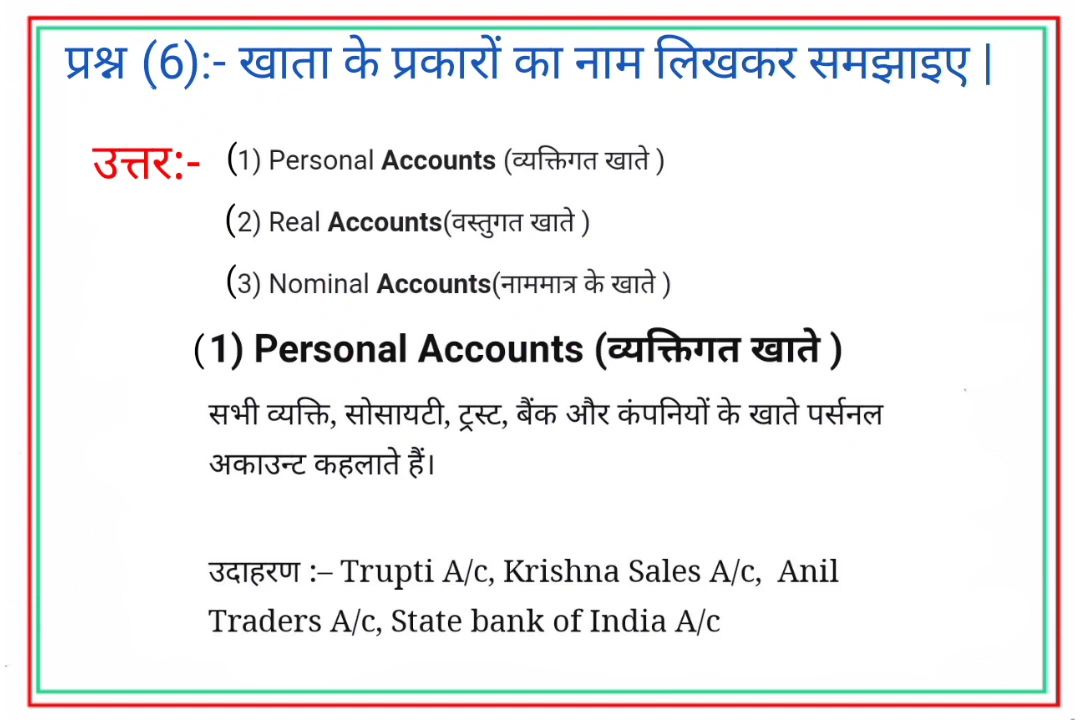 प्रश्न (6):- खाता के प्रकारों का नाम लिखकर समझाइए |
उत्तर:- (1) Personal Accounts (व्यक्तिगत खाते )
(2) Real Accounts(वस्तुगत खाते )
(3) Nominal Accounts(नाममात्र के खाते )
(1) Personal Accounts (व्यक्तिगत खाते )
सभी व्यक्ति, सोसायटी, ट्रस्ट, बैंक और कंपनियों के खाते पर्सनल
अकाउन्ट कहलाते हैं।
उदाहरण :– Trupti A/c, Krishna Sales A/c, Anil
Traders A/c, State bank of India A/c